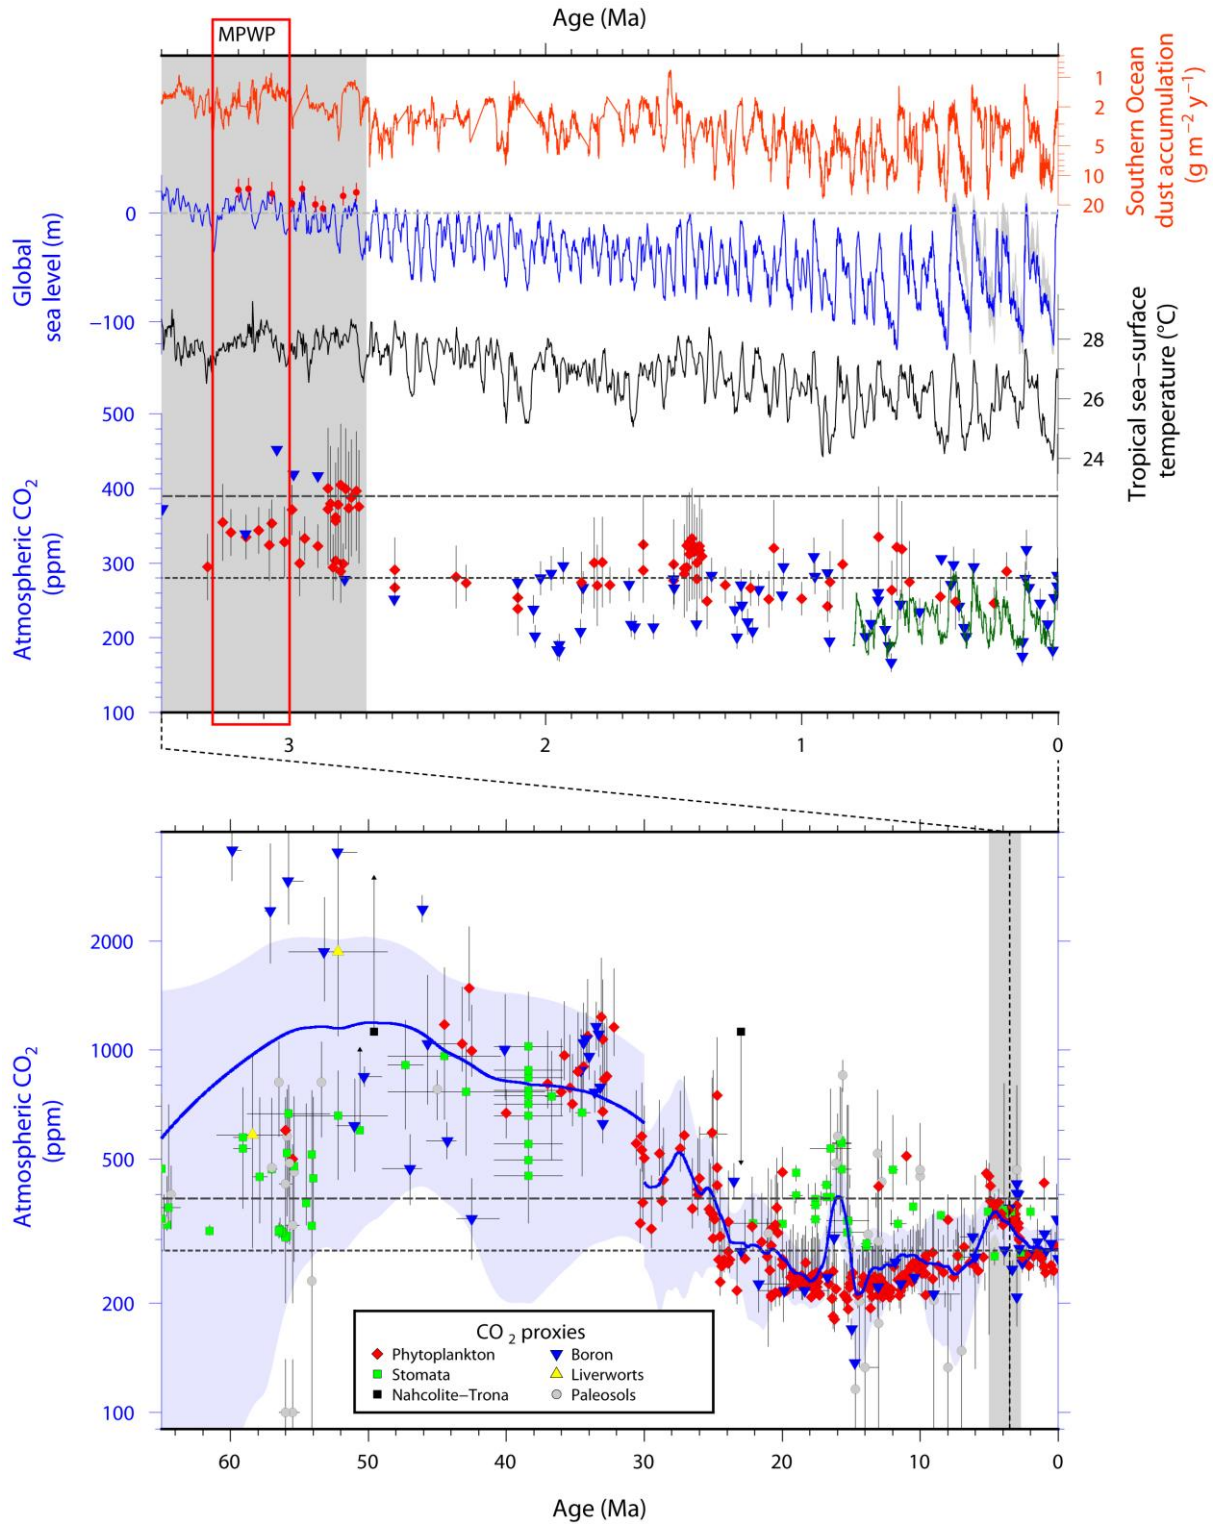 Age (Ma)
MPWP
1
2
5
10
20
Southern Ocean
dust accumulation
(g m⁻² y⁻¹)
0
−100
Global
sea level (m)
28
26
24
Tropical sea−surface
temperature (°C)
500
400
300
200
100
Atmospheric CO₂
(ppm)
3
2
1
0
2000
1000
500
200
100
Atmospheric CO₂
(ppm)
CO₂ proxies
Phytoplankton
Boron
Stomata
Liverworts
Nahcolite−Trona
Paleosols
60
50
40
30
20
10
0
Age (Ma)